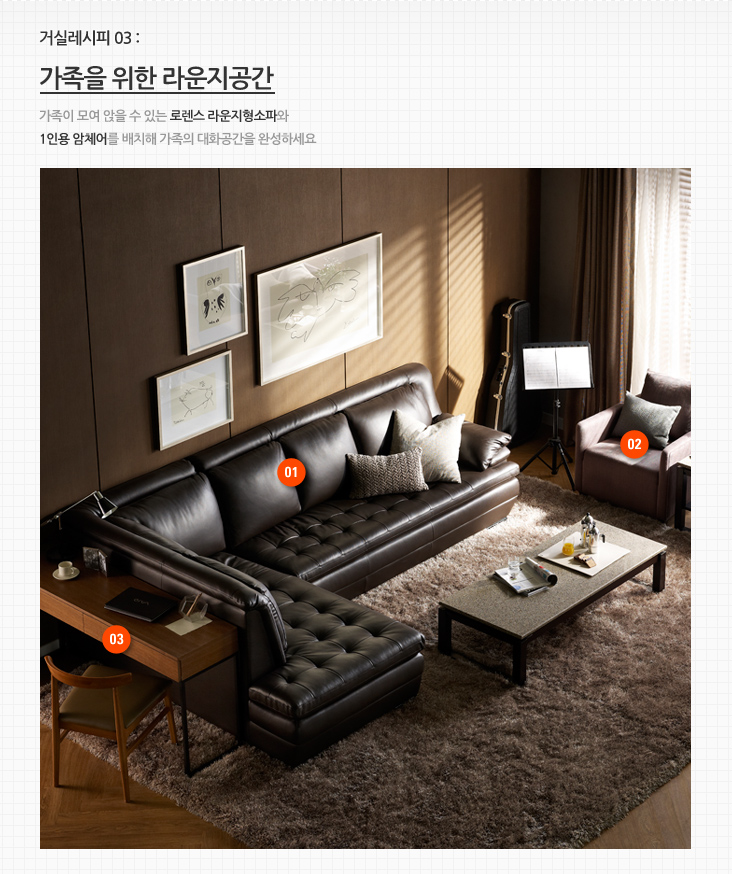 거실레시피 03 :
가족을 위한 라운지공간
가족이 모여 앉을 수 있는 로렌스 라운지형소파와
1인용 암체어를 배치해 가족의 대화공간을 완성하세요
01
02
03